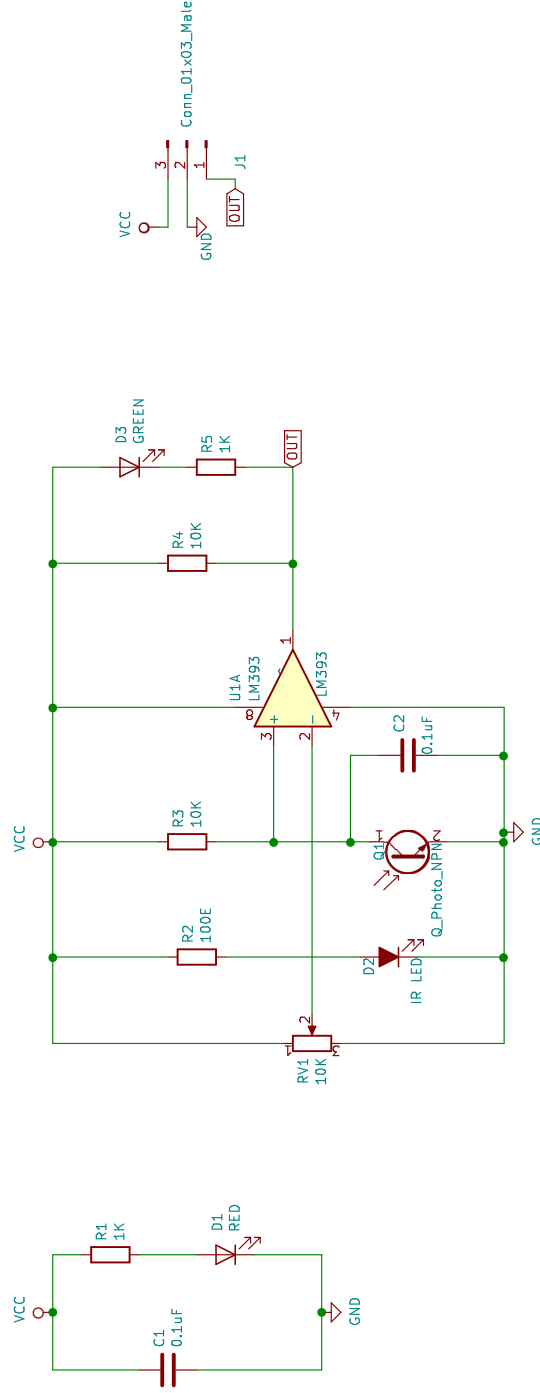 Conn_01x03_Male
3
2
1
J1
VCC
GND
OUT
D3
GREEN
R5
1K
OUT
R4
10K
1
U1A
LM393
LM393
8
4
+
−
3
2
C2
0.1uF
VCC
R3
10K
1
2
Q1
Q_Photo_NPN
GND
R2
100E
D2
IR LED
2
1
3
RV1
10K
R1
1K
D1
RED
VCC
GND
C1
0.1uF